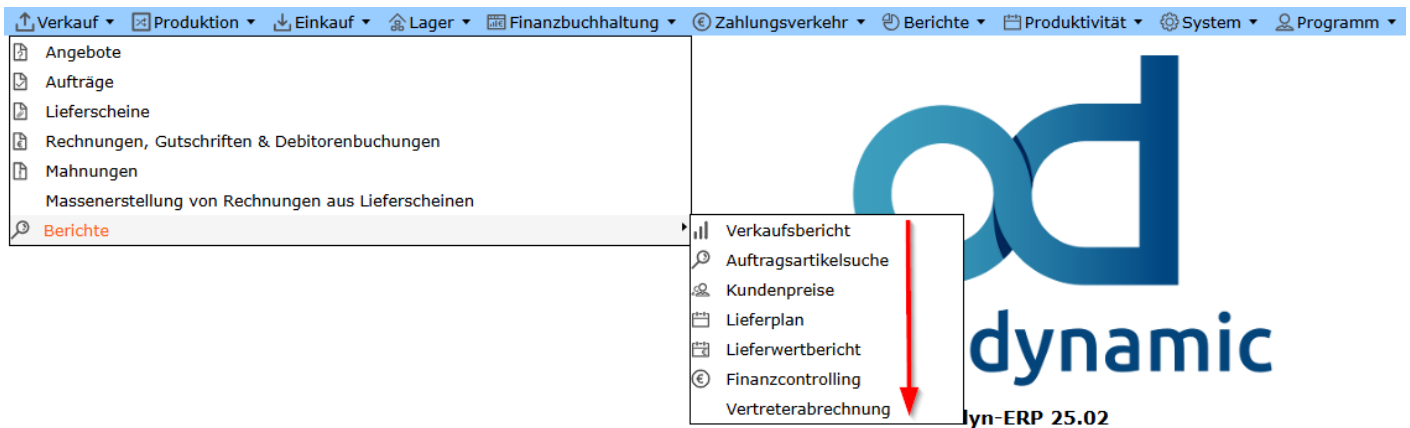 Verkauf Produktion Einkauf Lager Finanzbuchhaltung Zahlungsverkehr Berichte Produktivität System Programm
Angebote
Aufträge
Lieferscheine
Rechnungen, Gutschriften & Debitorenbuchungen
Mahnungen
Massenerstellung von Rechnungen aus Lieferscheinen
Berichte
Verkaufsbericht
Auftragsartikelsuche
Kundenpreise
Lieferplan
Lieferwertbericht
Finanzcontrolling
Vertreterabrechnung
dynamic
dyn-ERP 25.02